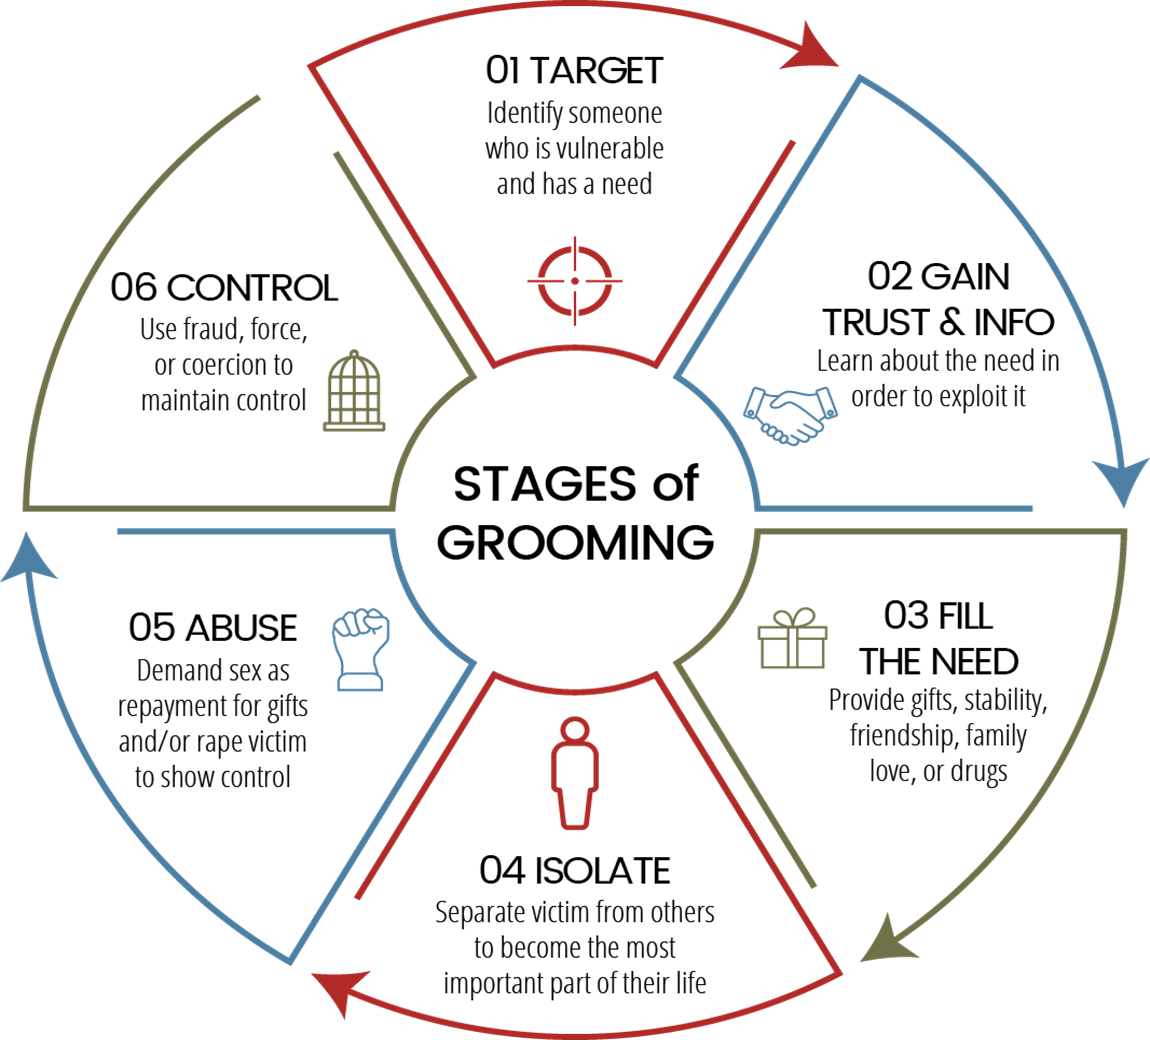 01 TARGET
Identify someone
who is vulnerable
and has a need
02 GAIN
TRUST & INFO
Learn about the need in
order to exploit it
03 FILL
THE NEED
Provide gifts, stability,
friendship, family
love, or drugs
04 ISOLATE
Separate victim from others
to become the most
important part of their life
05 ABUSE
Demand sex as
repayment for gifts
and/or rape victim
to show control
06 CONTROL
Use fraud, force,
or coercion to
maintain control
STAGES of
GROOMING